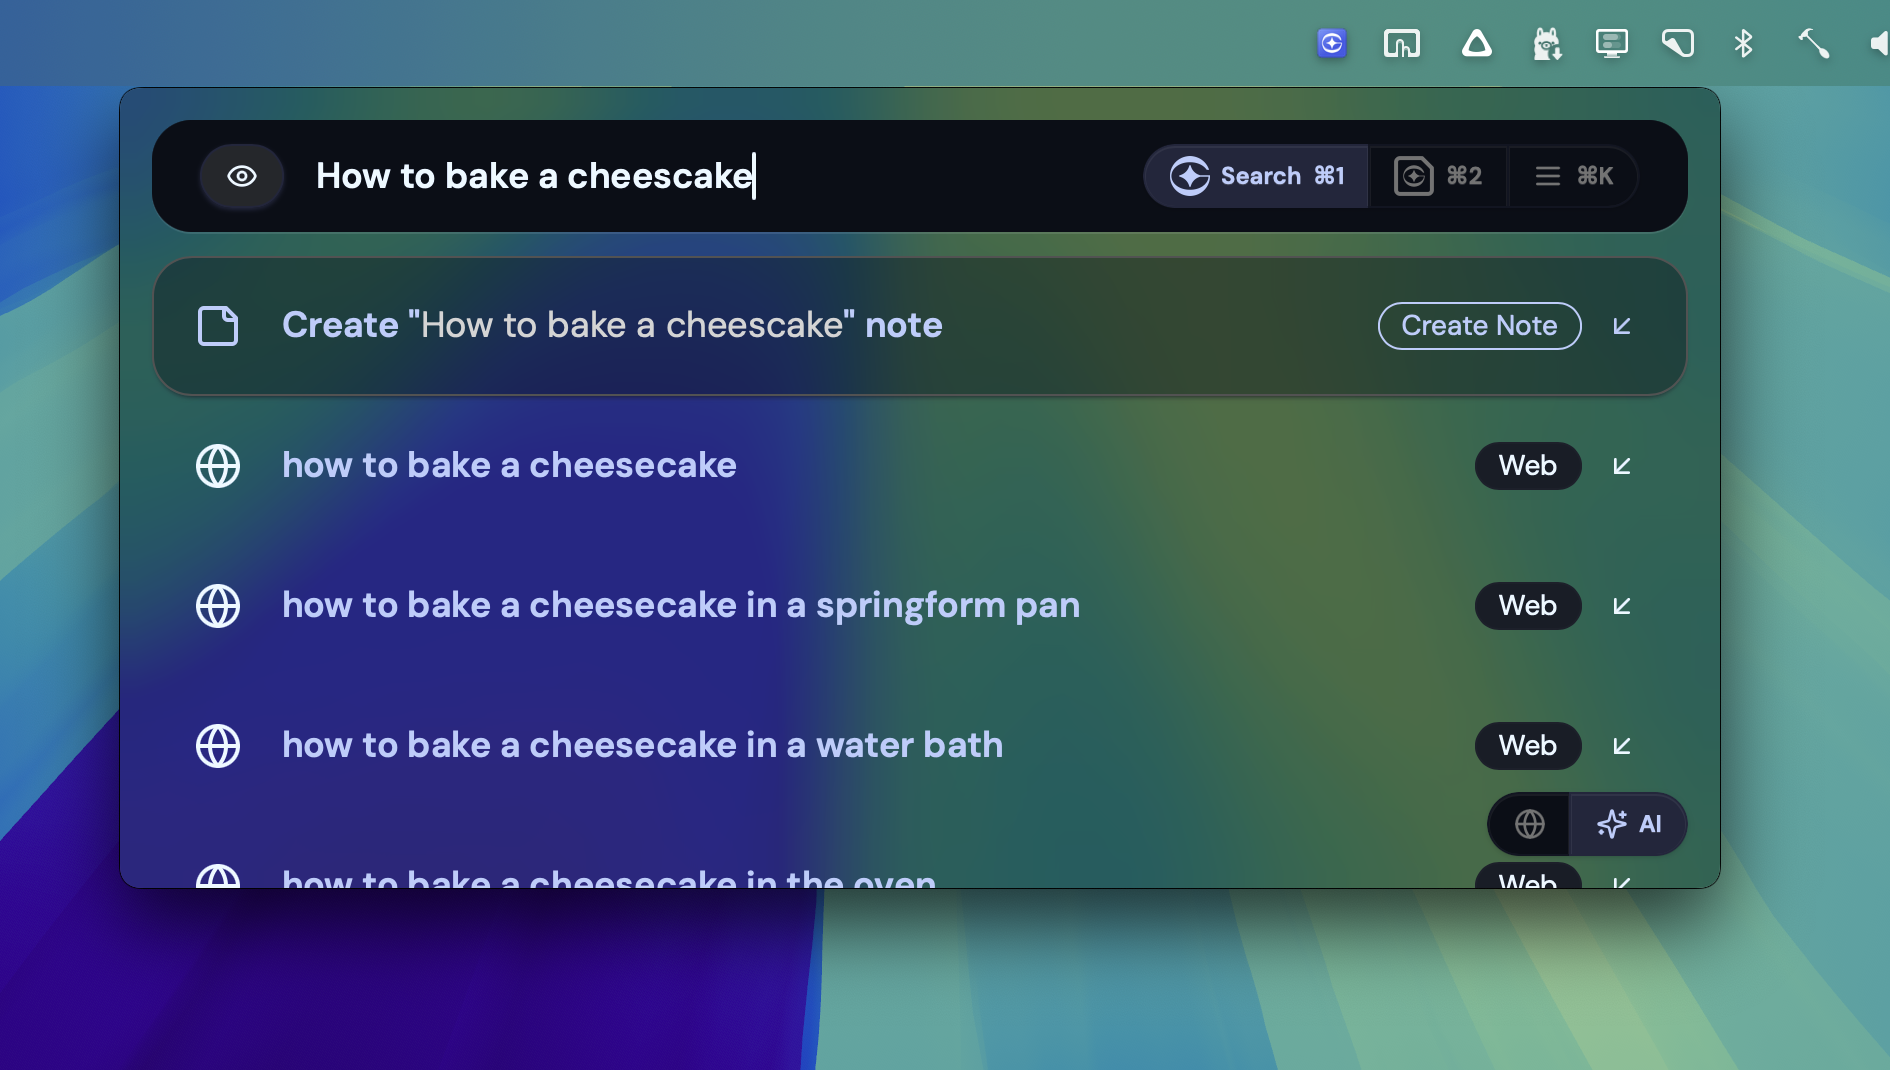 How to bake a cheescake
Search ⌘1
⌘2
⌘K
Create "How to bake a cheescake" note
Create Note
how to bake a cheesecake
Web
how to bake a cheesecake in a springform pan
Web
how to bake a cheesecake in a water bath
Web
AI
how to bake a cheesecake in the oven
Web